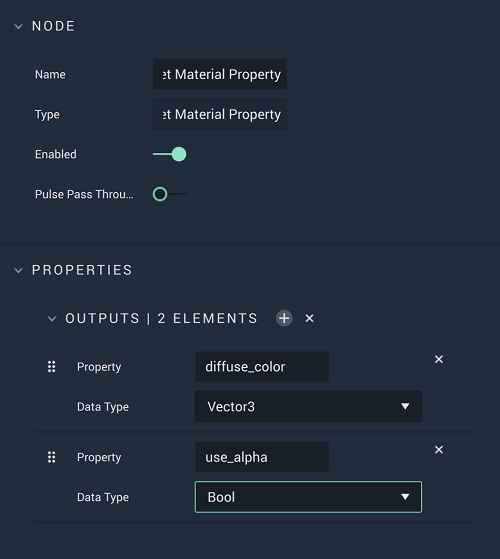 NODE
Name et Material Property
Type et Material Property
Enabled
Pulse Pass Throu...
PROPERTIES
OUTPUTS | 2 ELEMENTS
Property diffuse_color
Data Type Vector3
Property use_alpha
Data Type Bool